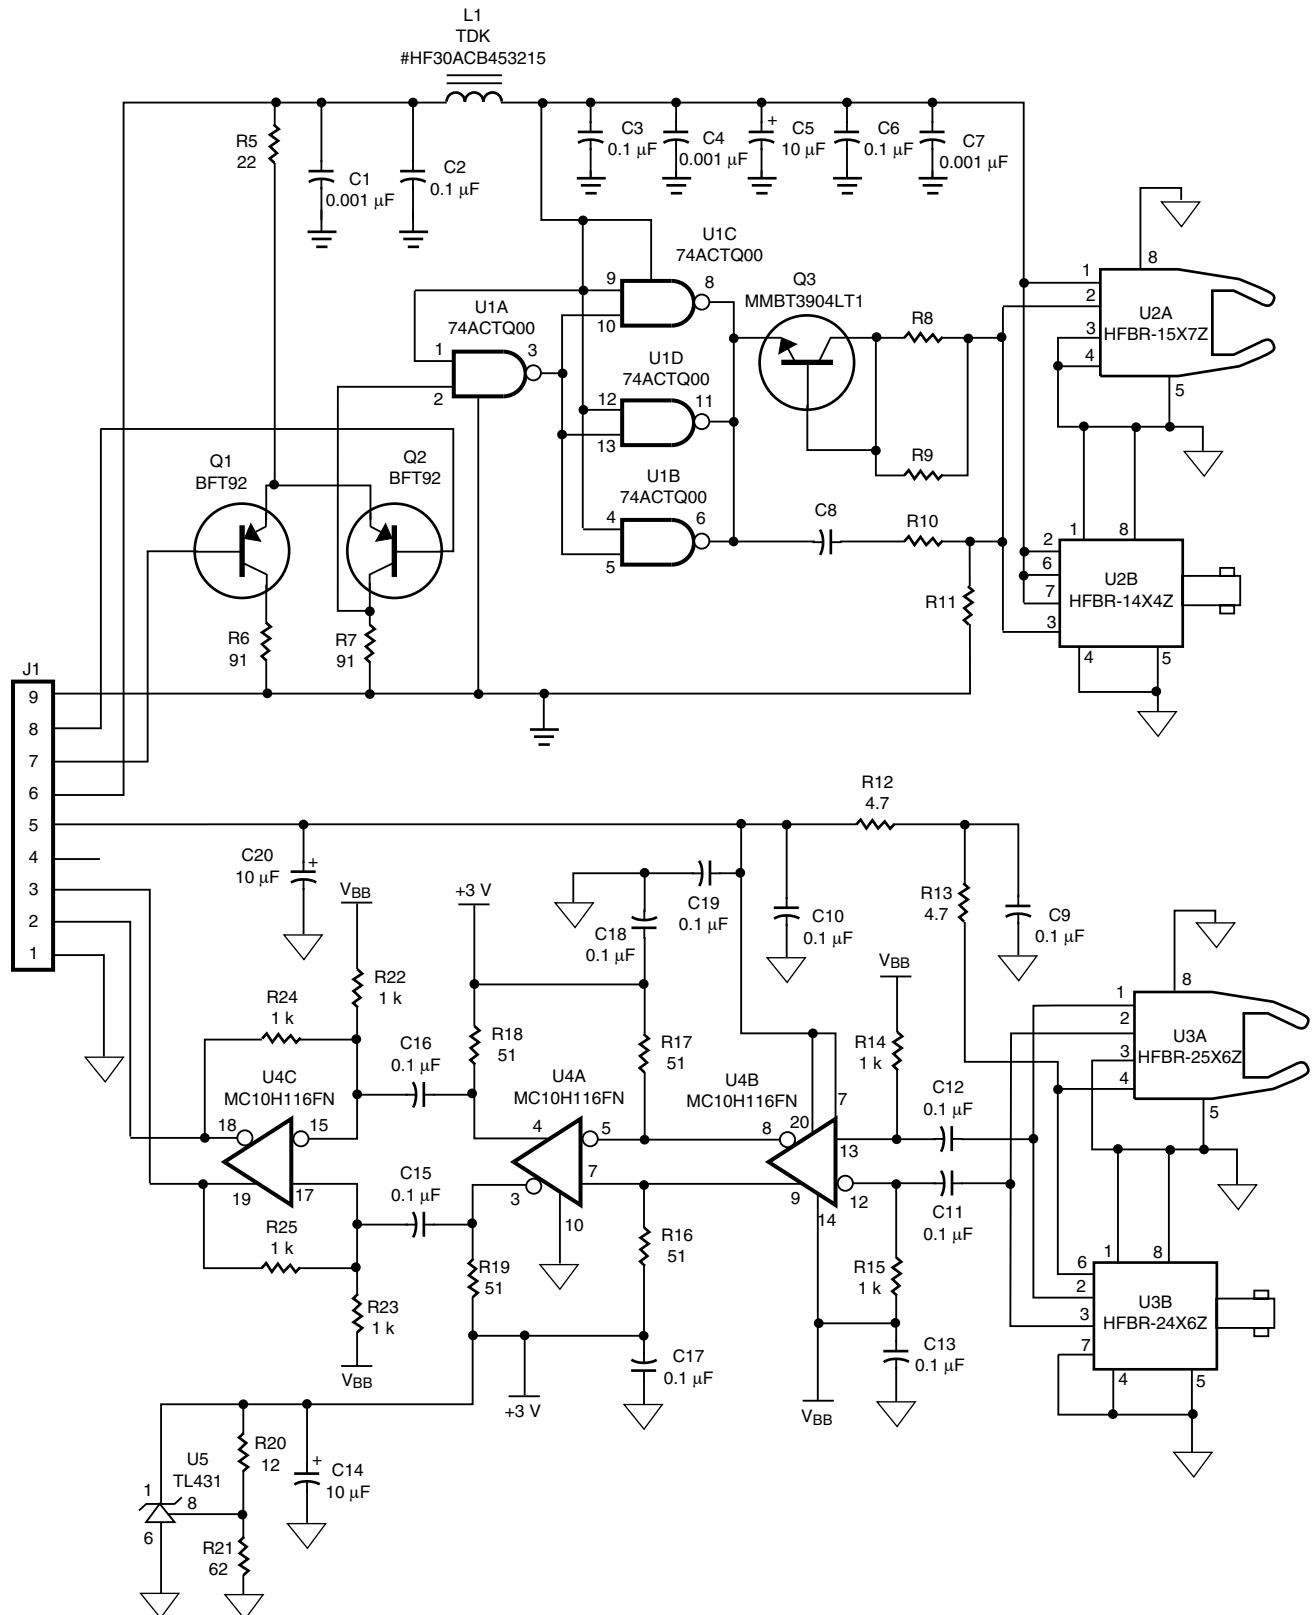 L1
TDK
#HF30ACB453215
R5
22
C1
0.001 µF
C2
0.1 µF
C3
0.1 µF
C4
0.001 µF
+
C5
10 µF
C6
0.1 µF
C7
0.001 µF
U1C
74ACTQ00
9
10
8
Q3
MMBT3904LT1
U1A
74ACTQ00
1
2
3
U1D
74ACTQ00
12
13
11
U1B
74ACTQ00
4
5
6
R8
R9
C8
R10
R11
8
1
2
3
4
5
U2A
HFBR-15X7Z
1
8
2
6
7
3
4
5
U2B
HFBR-14X4Z
Q1
BFT92
Q2
BFT92
R6
91
R7
91
J1
9
8
7
6
5
4
3
2
1
R12
4.7
R13
4.7
C9
0.1 µF
C10
0.1 µF
C19
0.1 µF
C18
0.1 µF
C20
10 µF
+
VBB
+3 V
VBB
R22
1 k
R24
1 k
C16
0.1 µF
R18
51
R17
51
R14
1 k
U4C
MC10H116FN
18
15
19
17
U4A
MC10H116FN
4
5
3
7
10
U4B
MC10H116FN
8
20
7
13
9
14
12
C12
0.1 µF
C11
0.1 µF
8
1
2
3
4
5
U3A
HFBR-25X6Z
1
8
6
2
3
7
4
5
U3B
HFBR-24X6Z
C15
0.1 µF
R25
1 k
R23
1 k
VBB
R19
51
R16
51
R15
1 k
C13
0.1 µF
C17
0.1 µF
+3 V
VBB
U5
TL431
1
8
6
R20
12
R21
62
+
C14
10 µF